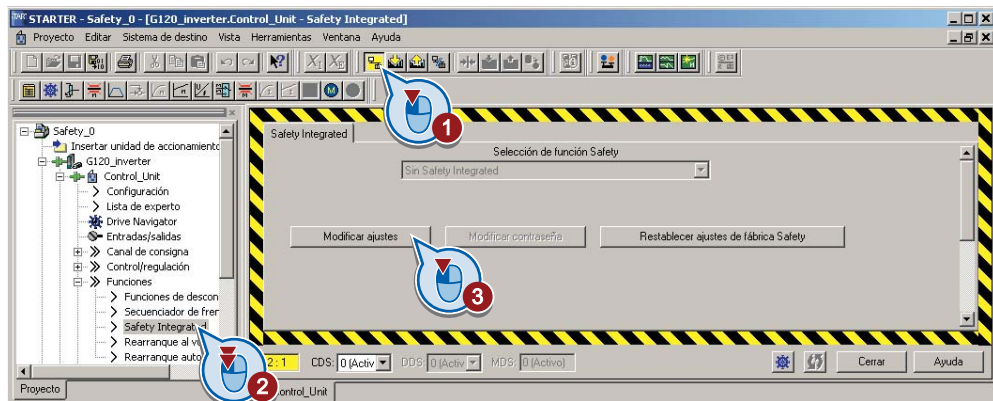 STARTER - Safety_0 - [G120_inverter.Control_Unit - Safety Integrated]
Proyecto Editar Sistema de destino Vista Herramientas Ventana Ayuda
1
Safety_0
Insertar unidad de accionamiento
G120_inverter
Control_Unit
Configuración
Lista de experto
Drive Navigator
Entradas/salidas
Canal de consigna
Control/regulación
Funciones
Funciones de descon
Secuenciador de fren
Safety Integrated
Rearranque al v
Rearranque auto
2
Proyecto
Safety Integrated
Selección de función Safety
Sin Safety Integrated
Modificar ajustes
Modificar contraseña
Restablecer ajustes de fábrica Safety
3
2:1
CDS: 0 (Activ
DDS: 0 (Activ
MDS: 0 (Activo)
Cerrar
Ayuda
Control_Unit